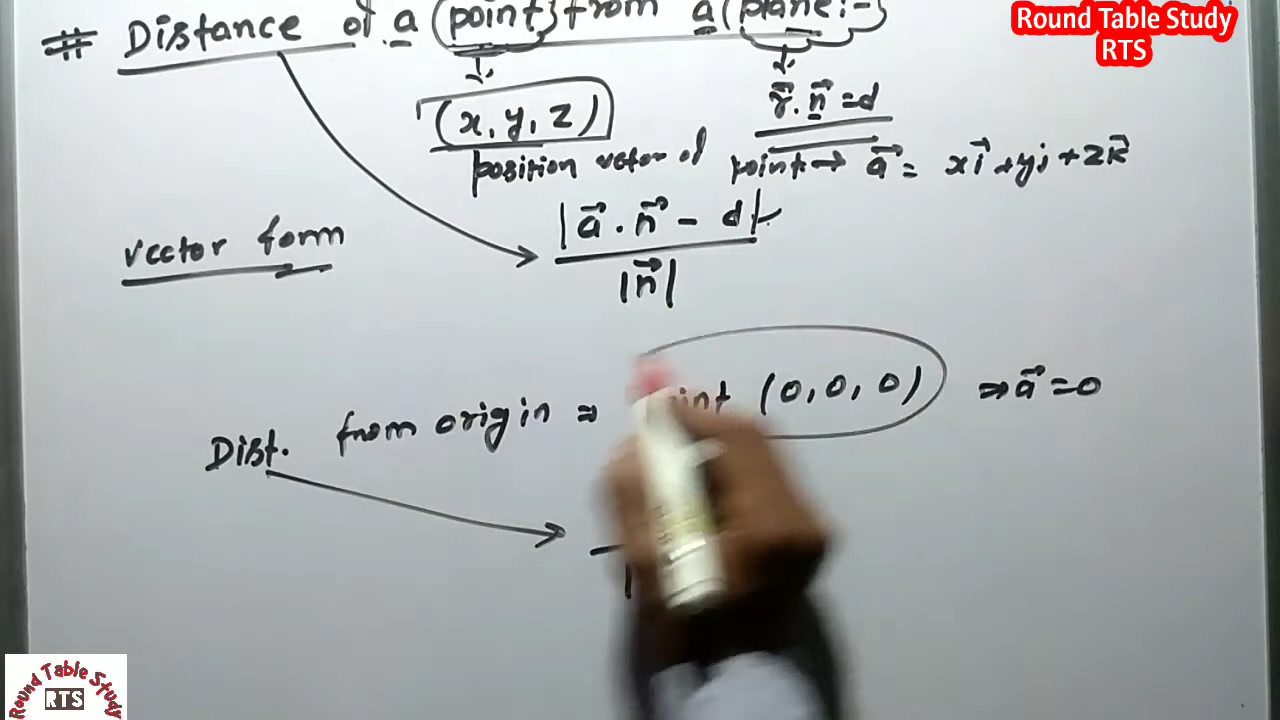 # Distance of a (point) from a (plane:-)
Round Table Study
RTS
(x, y, z)
r⃗. n⃗ = d
position vector of point → a⃗ = xi⃗ + yj + zk⃗
vector form
|a⃗ . n⃗ - d|
|n⃗|
Dist. from origin ⇒ (0, 0, 0) ⇒ a⃗ = 0
Round Table Study
RTS